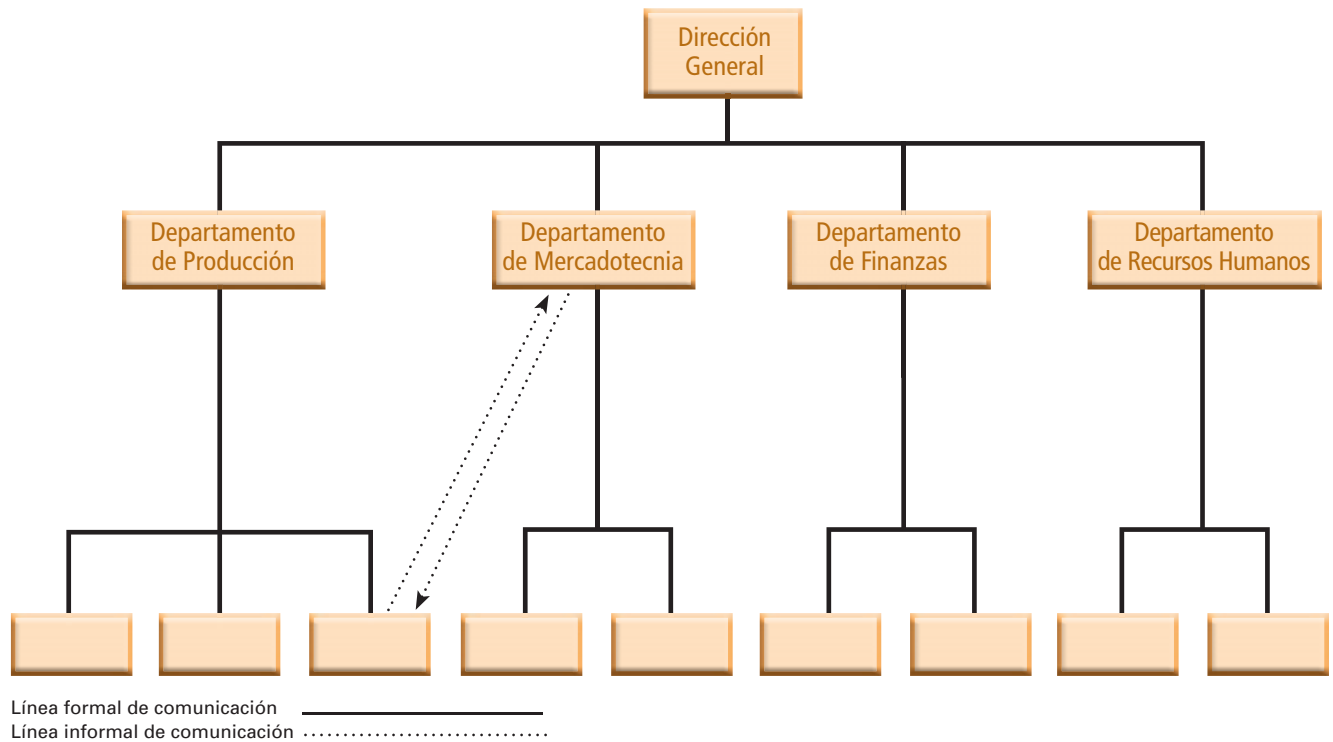 Dirección
General
Departamento
de Producción
Departamento
de Mercadotecnia
Departamento
de Finanzas
Departamento
de Recursos Humanos
Línea formal de comunicación
Línea informal de comunicación